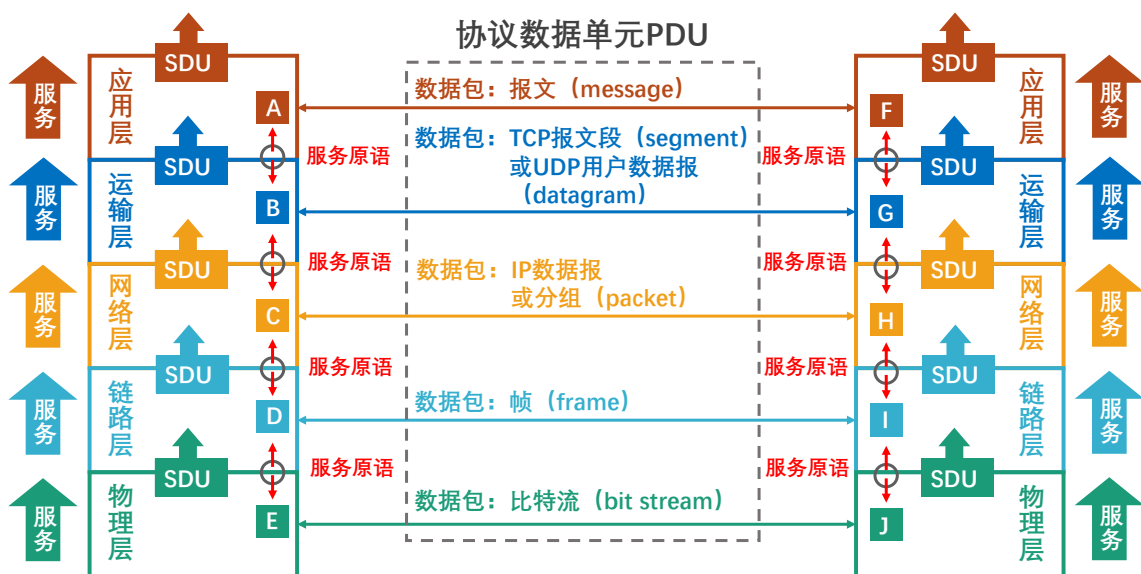 协议数据单元PDU
SDU
SDU
服务
应用层
A
数据包：报文（message）
F
应用层
服务
服务原语
数据包：TCP报文段（segment）
或UDP用户数据报
（datagram）
服务原语
SDU
SDU
服务
运输层
B
G
运输层
服务
SDU
服务原语
服务原语
SDU
服务
网络层
数据包：IP数据报
或分组（packet）
网络层
服务
C
H
SDU
服务原语
服务原语
SDU
服务
链路层
D
数据包：帧（frame）
I
链路层
服务
SDU
服务原语
服务原语
SDU
服务
物理层
E
数据包：比特流（bit stream）
J
物理层
服务